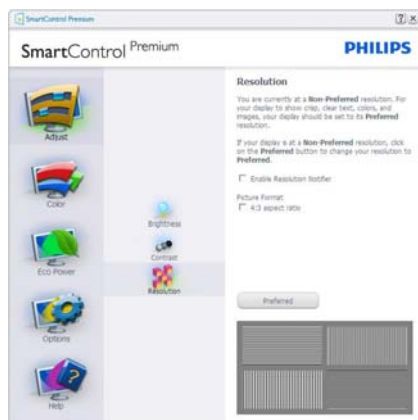 SmartControl Premium
SmartControl Premium
PHILIPS
Adjust
Color
Eco Power
Options
Help
Brightness
Contrast
Resolution
Resolution
You are currently at a Non-Preferred resolution. For
your display to show crisp, clear text, colors, and
images, your display should be set to its Preferred
resolution.
If your display is at a Non-Preferred resolution, click
on the Preferred button to change your resolution to
Preferred.
Enable Resolution Notifier
Picture Format
4:3 aspect ratio
Preferred